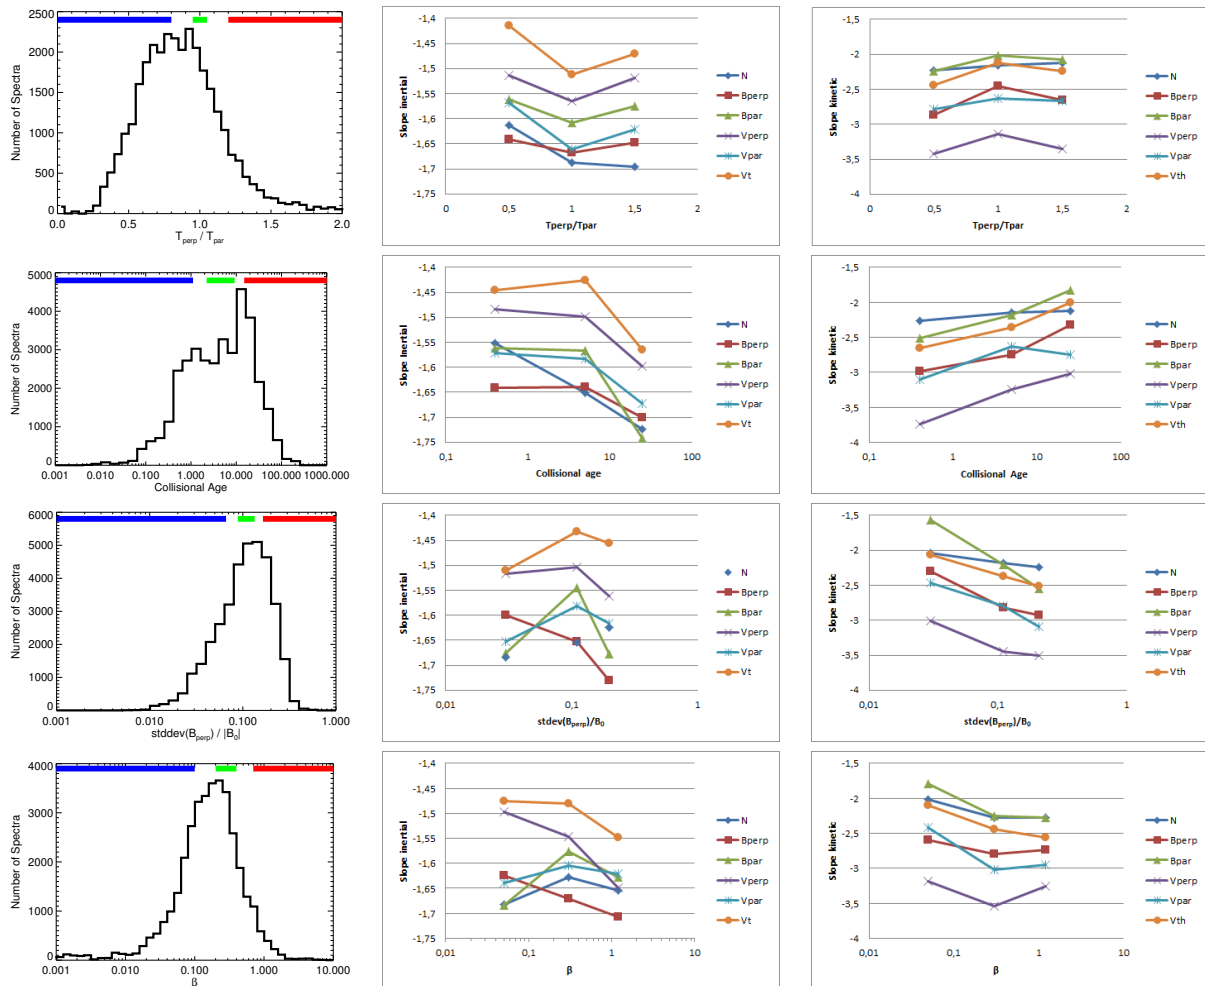 2500
2000
1500
1000
500
0
Number of Spectra
0.0
0.5
1.0
1.5
2.0
T_perp / T_par
-1,4
-1,45
-1,5
-1,55
-1,6
-1,65
-1,7
-1,75
Slope inertial
0
0,5
1
1,5
2
Tperp/Tpar
N
Bperp
Bpar
Vperp
Vpar
Vt
-1,5
-2
-2,5
-3
-3,5
-4
Slope kinetic
0
0,5
1
1,5
2
Tperp/Tpar
N
Bperp
Bpar
Vperp
Vpar
Vth
5000
4000
3000
2000
1000
0
Number of Spectra
0.001
0.010
0.100
1.000
10.000
100.000
1000.000
Collisional Age
-1,4
-1,45
-1,5
-1,55
-1,6
-1,65
-1,7
-1,75
Slope Inertial
0,1
1
10
100
Collisional age
N
Bperp
Bpar
Vperp
Vpar
Vt
-1,5
-2
-2,5
-3
-3,5
-4
Slope kinetic
0,1
1
10
100
Collisional Age
N
Bperp
Bpar
Vperp
Vpar
Vth
6000
5000
4000
3000
2000
1000
0
Number of Spectra
0.001
0.010
0.100
1.000
stddev(B_perp) / |B_0|
-1,4
-1,45
-1,5
-1,55
-1,6
-1,65
-1,7
-1,75
Slope inertial
0,01
0,1
1
stdev(B_perp)/B_0
N
Bperp
Bpar
Vperp
Vpar
Vt
-1,5
-2
-2,5
-3
-3,5
-4
Slope kinetic
0,01
0,1
1
stdev(B_perp)/B_0
N
Bperp
Bpar
Vperp
Vpar
Vth
4000
3000
2000
1000
0
Number of Spectra
0.001
0.010
0.100
1.000
10.000
β
-1,4
-1,45
-1,5
-1,55
-1,6
-1,65
-1,7
-1,75
Slope inertial
0,01
0,1
1
10
β
N
Bperp
Bpar
Vperp
Vpar
Vt
-1,5
-2
-2,5
-3
-3,5
-4
Slope kinetic
0,01
0,1
1
10
β
N
Bperp
Bpar
Vperp
Vpar
Vth